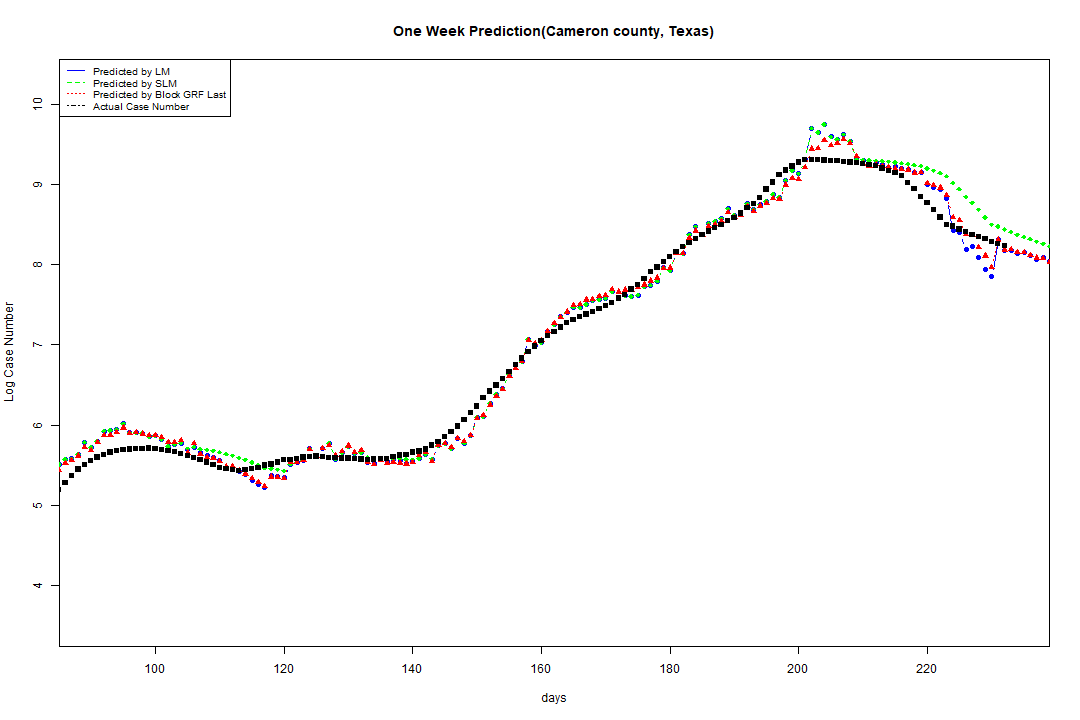 One Week Prediction(Cameron county, Texas)
Predicted by LM
Predicted by SLM
Predicted by Block GRF Last
Actual Case Number
10
9
8
7
6
5
4
Log Case Number
100 120 140 160 180 200 220
days